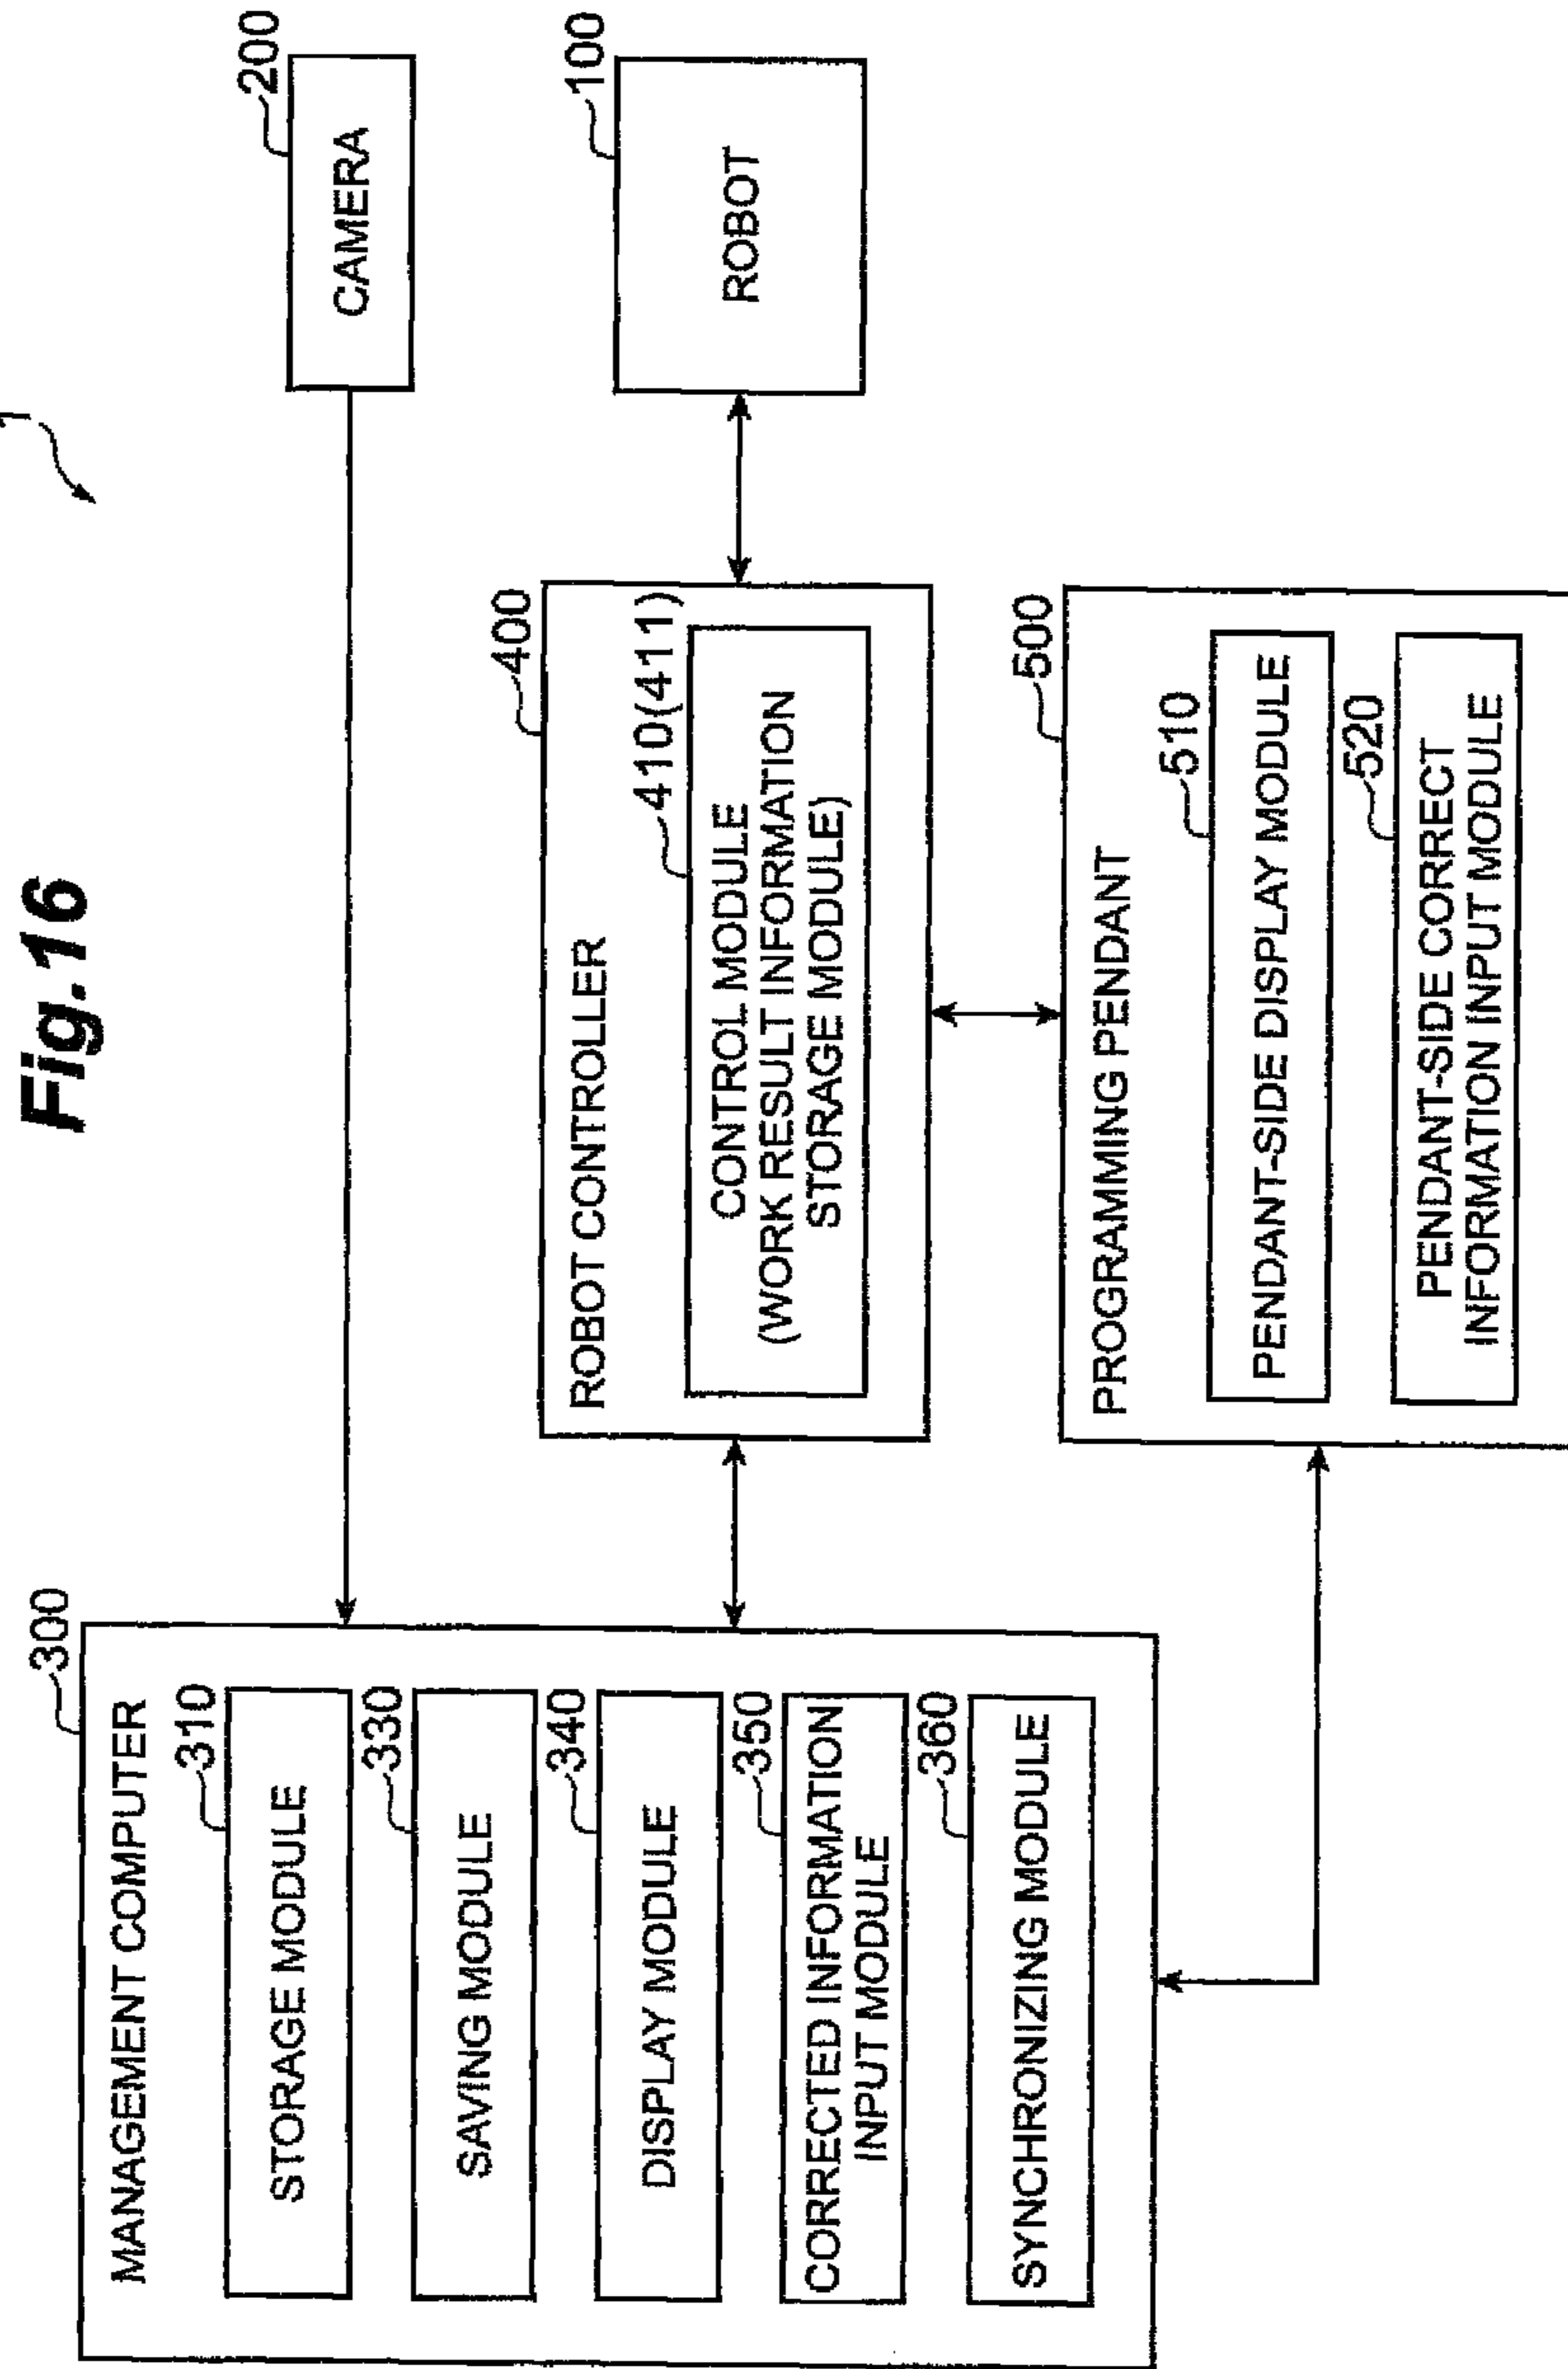 Fig.16
300
MANAGEMENT COMPUTER
310
STORAGE MODULE
330
SAVING MODULE
340
DISPLAY MODULE
350
CORRECTED INFORMATION
INPUT MODULE
360
SYNCHRONIZING MODULE
400
ROBOT CONTROLLER
410(411)
CONTROL MODULE
(WORK RESULT INFORMATION
STORAGE MODULE)
500
PROGRAMMING PENDANT
510
PENDANT-SIDE DISPLAY MODULE
520
PENDANT-SIDE CORRECT
INFORMATION INPUT MODULE
200
CAMERA
100
ROBOT